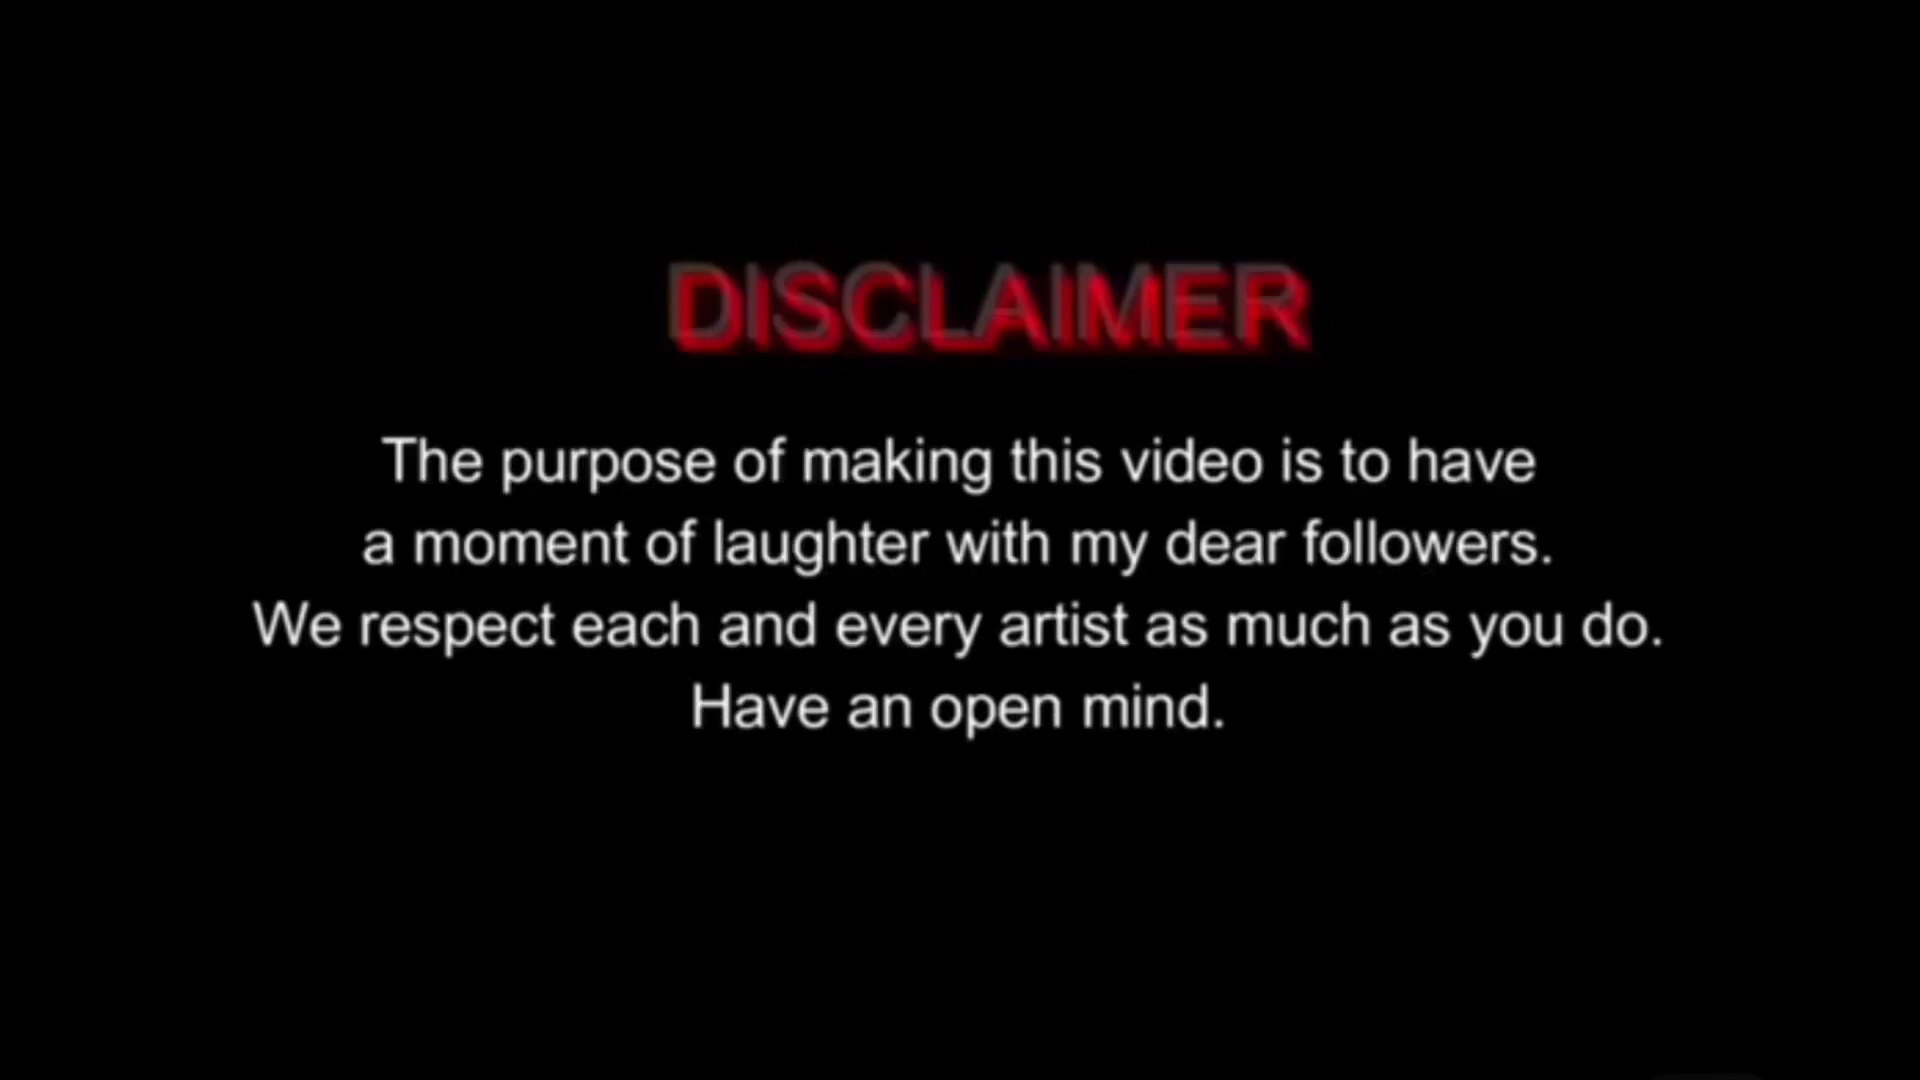 DISCLAIMER
The purpose of making this video is to have
a moment of laughter with my dear followers.
We respect each and every artist as much as you do.
Have an open mind.